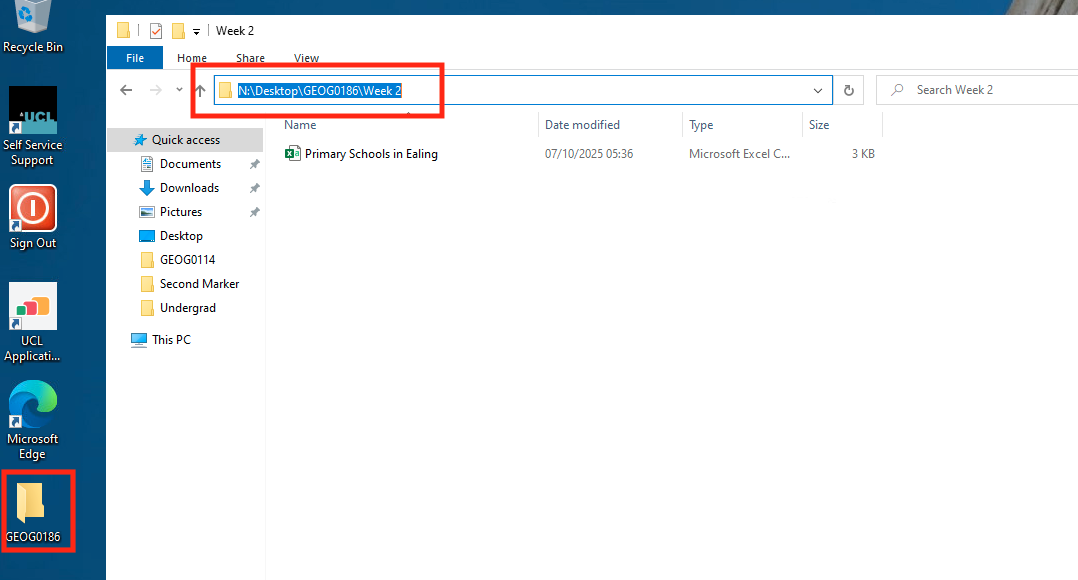 Recycle Bin
UCL
Self Service
Support
Sign Out
UCL
Applicati...
Microsoft
Edge
GEOG0186
Week 2
File Home Share View
N:\Desktop\GEOG0186\Week 2
Search Week 2
Quick access
Documents
Downloads
Pictures
Desktop
GEOG0114
Second Marker
Undergrad
This PC
Name Date modified Type Size
Primary Schools in Ealing 07/10/2025 05:36 Microsoft Excel C... 3 KB